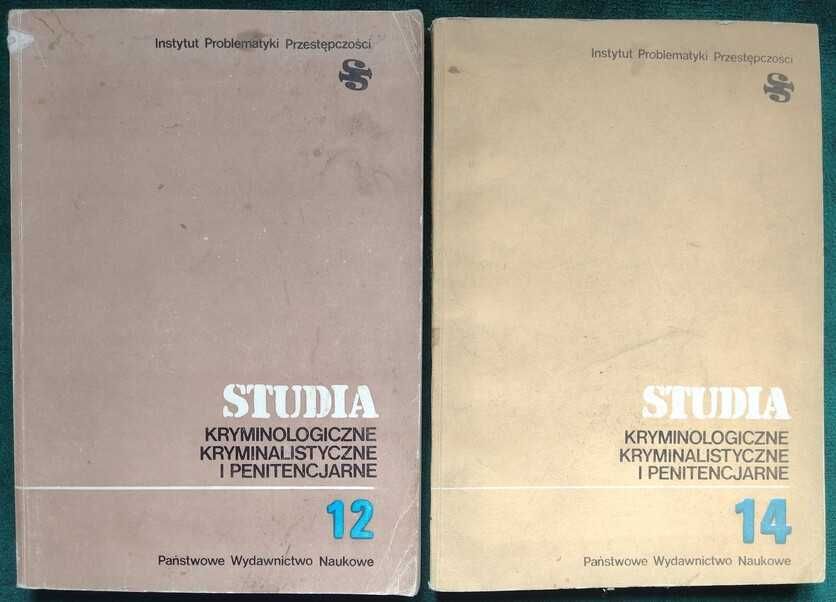 Instytut Problematyki Przestępczości
STUDIA
KRYMINOLOGICZNE
KRYMINALISTYCZNE
I PENITENCJARNE
12
Państwowe Wydawnictwo Naukowe
Instytut Problematyki Przestępczości
STUDIA
KRYMINOLOGICZNE
KRYMINALISTYCZNE
I PENITENCJARNE
14
Państwowe Wydawnictwo Naukowe